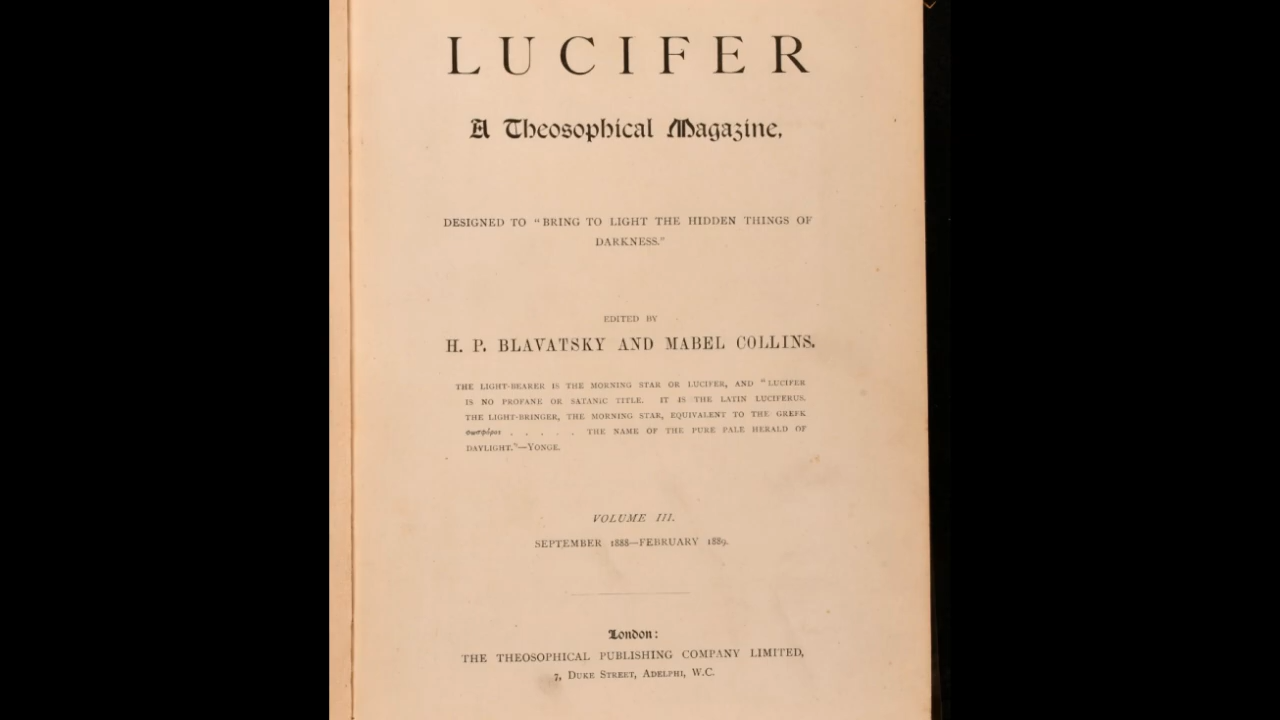 LUCIFER
A Theosophical Magazine,
DESIGNED TO "BRING TO LIGHT THE HIDDEN THINGS OF
DARKNESS."
EDITED BY
H. P. BLAVATSKY AND MABEL COLLINS.
THE LIGHT-BEARER IS THE MORNING STAR OR LUCIFER, AND "LUCIFER
IS NO PROFANE OR SATANIC TITLE. IT IS THE LATIN LUCIFERUS,
THE LIGHT-BRINGER, THE MORNING STAR, EQUIVALENT TO THE GREEK
Φωσφόρος . . . . . THE NAME OF THE PURE PALE HERALD OF
DAYLIGHT."—YONGE.
VOLUME III.
SEPTEMBER 1888—FEBRUARY 1889.
London:
THE THEOSOPHICAL PUBLISHING COMPANY LIMITED,
7, DUKE STREET, ADELPHI, W.C.